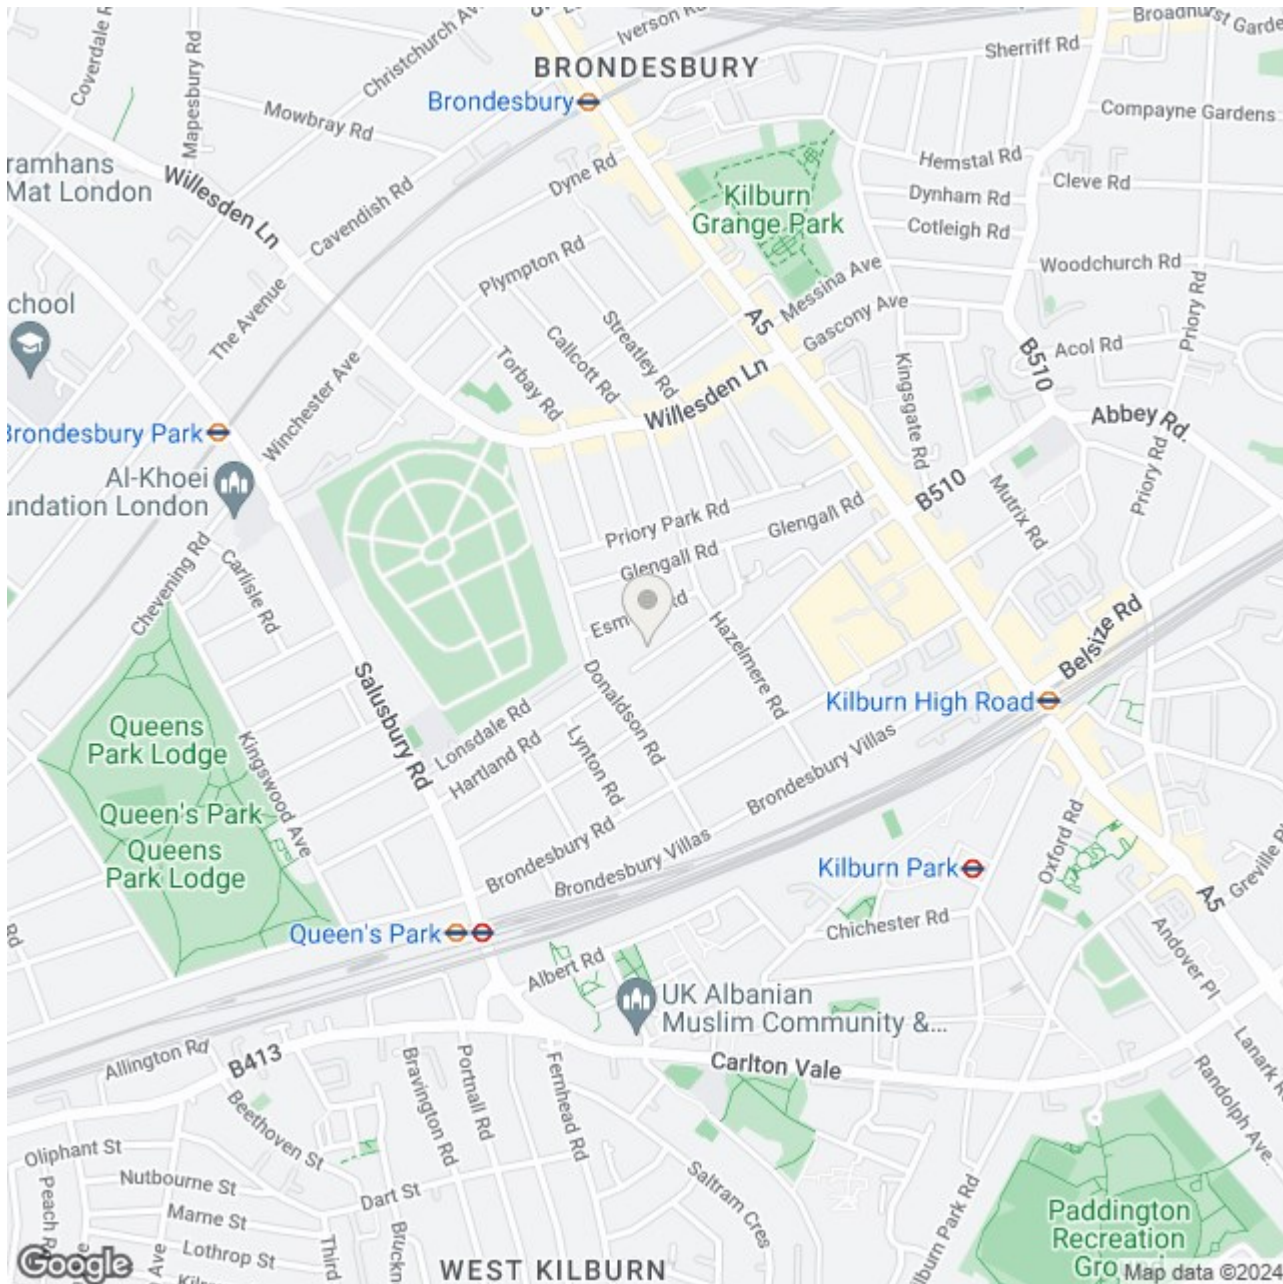 Broadhurst Garde
Iverson Rd
Sherriff Rd
Coverdale R
Mapesbury Rd
Christchurch Av
BRONDESBURY
Brondesbury
Compayne Gardens
Mowbray Rd
Hemstal Rd
ramhans
Mat London
Willesden Ln
Cavendish Rd
Dyne Rd
Kilburn
Grange Park
Dynham Rd
Cleve Rd
Cotleigh Rd
Plympton Rd
Woodchurch Rd
Messina Ave
Priory Rd
chool
The Avenue
Streatley Rd
A5
Gascony Ave
Callcott Rd
B510
Acol Rd
Torbay Rd
Winchester Ave
Kingsgate Rd
Willesden Ln
Abbey Rd.
Brondesbury Park
Al-Khoei
undation London
B510
Priory Rd
Mutrix Rd
Priory Park Rd
Glengall Rd
Glengall Rd
Chevening Rd
Carlisle Rd
Esm
Rd
Hazelmere Rd
Belsize Rd
Salusbury Rd
Donaldson Rd
Kilburn High Road
Queens
Park Lodge
Lonsdale Rd
Hartland Rd
Lynton Rd
Kingswood Ave
Brondesbury Villas
Queen's Park
Queens
Park Lodge
Brondesbury Rd
Brondesbury Villas
Oxford Rd
Kilburn Park
Greville P
A5
Chichester Rd
Queen's Park
Rd
Andover Pl
Albert Rd
UK Albanian
Muslim Community &...
Lanark R
Allington Rd
B413
Carlton Vale
Bravington Rd
Portnall Rd
Fernhead Rd
Randolph Ave.
Beethoven St
Oliphant St
Nutbourne St
Dart St
Saltram Cres
Peach R
Marne St
Lothrop St
Ave
Third
Bruckn
ilburn Park Rd
Paddington
Recreation
Gro
WEST KILBURN
Google
Map data ©2024